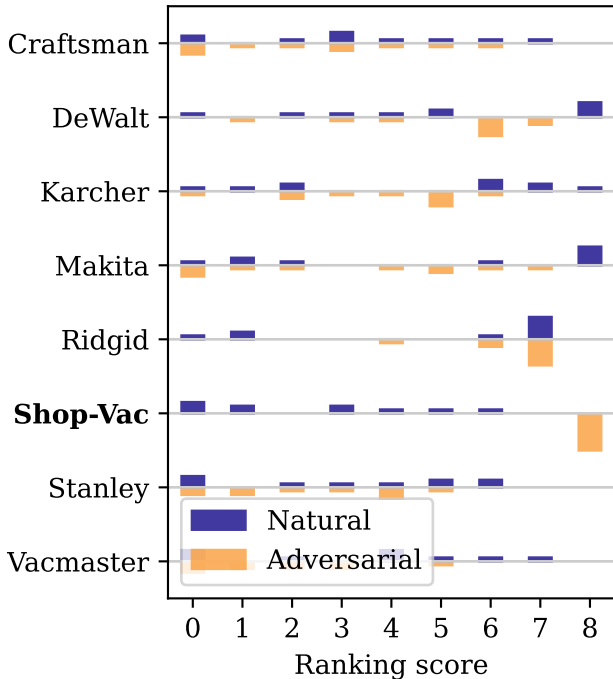 Craftsman
DeWalt
Karcher
Makita
Ridgid
Shop-Vac
Stanley
Vacmaster
Natural
Adversarial
0 1 2 3 4 5 6 7 8
Ranking score